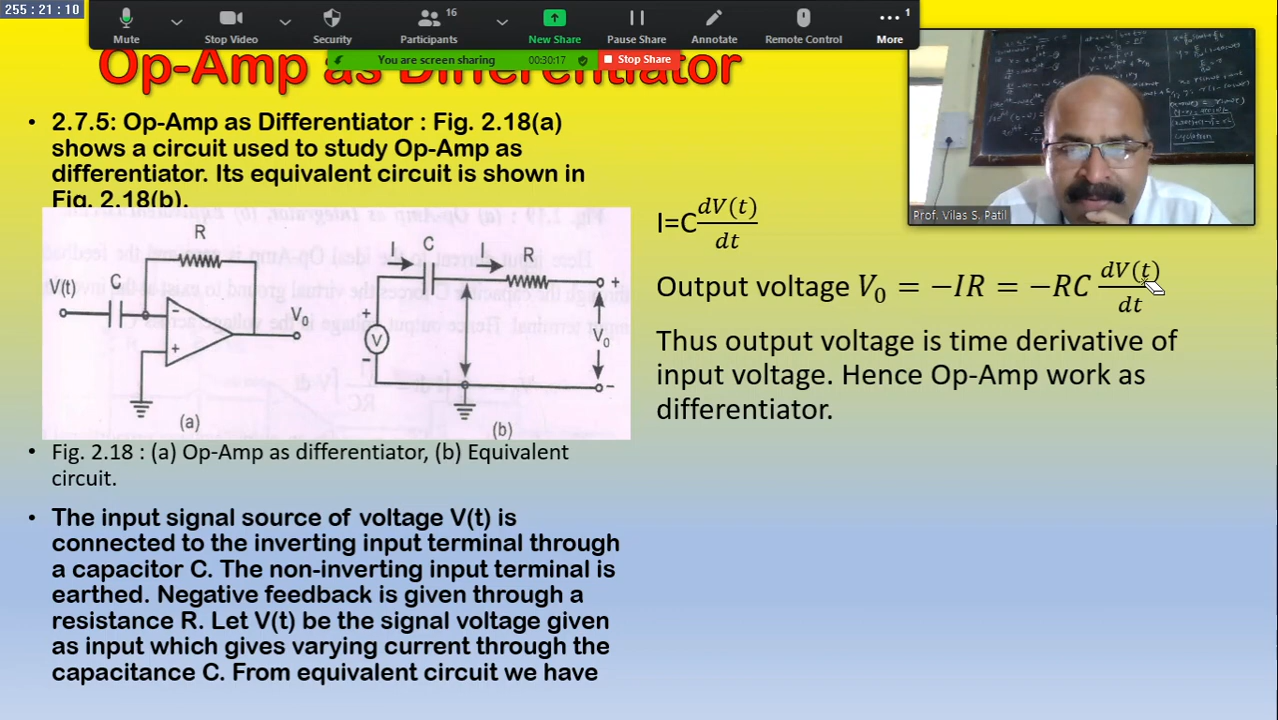 255:21:10
Mute
Stop Video
Security
16
Participants
New Share
Pause Share
Annotate
Remote Control
1
More
You are screen sharing
00:30:17
Stop Share
Op-Amp as Differentiator
• 2.7.5: Op-Amp as Differentiator : Fig. 2.18(a)
shows a circuit used to study Op-Amp as
differentiator. Its equivalent circuit is shown in
Fig. 2.18(b).
R
V(t)
C
-
+
V₀
(a)
I
C
I
R
+
+
V
-
V₀
-
(b)
• Fig. 2.18 : (a) Op-Amp as differentiator, (b) Equivalent
circuit.
• The input signal source of voltage V(t) is
connected to the inverting input terminal through
a capacitor C. The non-inverting input terminal is
earthed. Negative feedback is given through a
resistance R. Let V(t) be the signal voltage given
as input which gives varying current through the
capacitance C. From equivalent circuit we have
I=C dV(t)/dt
Output voltage V₀ = −IR = −RC dV(t)/dt
Thus output voltage is time derivative of
input voltage. Hence Op-Amp work as
differentiator.
Prof. Vilas S. Patil